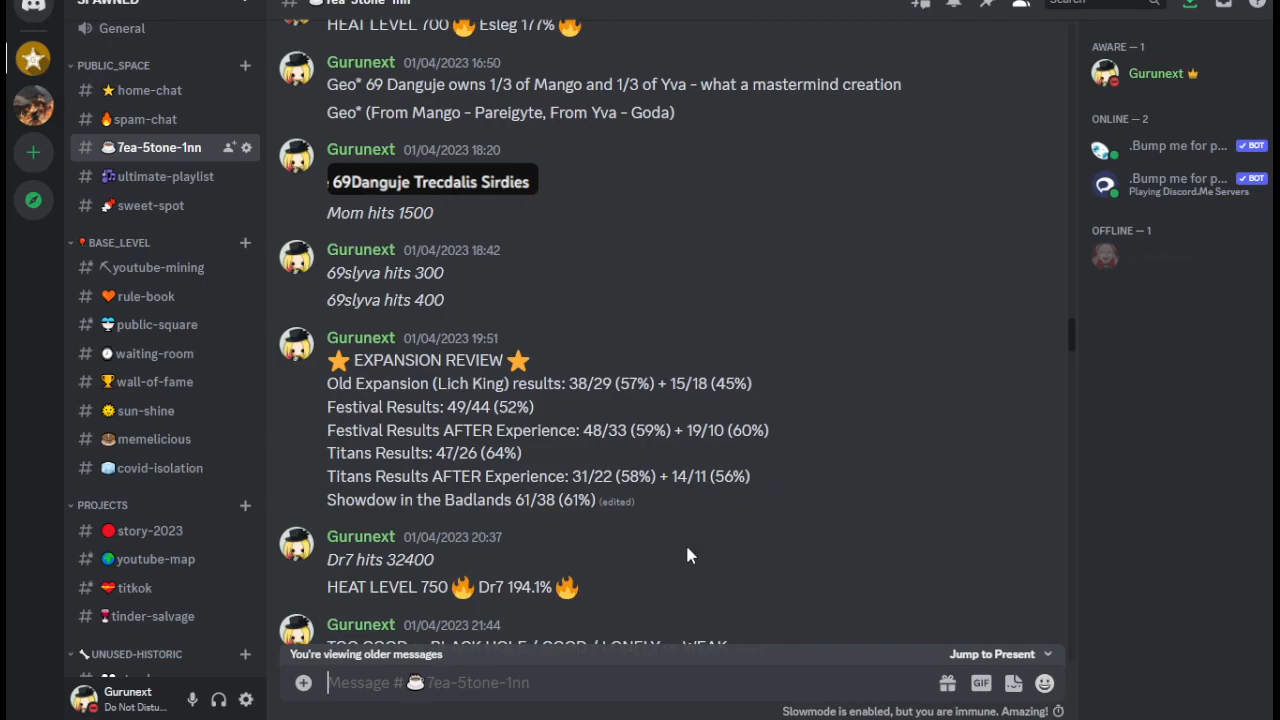 SPAWNED
General
PUBLIC_SPACE
home-chat
spam-chat
7ea-5tone-1nn
ultimate-playlist
sweet-spot
BASE_LEVEL
youtube-mining
rule-book
public-square
waiting-room
wall-of-fame
sun-shine
memelicious
covid-isolation
PROJECTS
story-2023
youtube-map
titkok
tinder-salvage
UNUSED-HISTORIC
Gurunext
Do Not Distu...
7ea-5tone-1nn
Search
HEAT LEVEL 700 🔥 Esleg 177% 🔥
Gurunext 01/04/2023 16:50
Geo* 69 Danguje owns 1/3 of Mango and 1/3 of Yva - what a mastermind creation
Geo* (From Mango - Pareigyte, From Yva - Goda)
Gurunext 01/04/2023 18:20
69Danguje Trecdalis Sirdies
Mom hits 1500
Gurunext 01/04/2023 18:42
69slyva hits 300
69slyva hits 400
Gurunext 01/04/2023 19:51
⭐ EXPANSION REVIEW ⭐
Old Expansion (Lich King) results: 38/29 (57%) + 15/18 (45%)
Festival Results: 49/44 (52%)
Festival Results AFTER Experience: 48/33 (59%) + 19/10 (60%)
Titans Results: 47/26 (64%)
Titans Results AFTER Experience: 31/22 (58%) + 14/11 (56%)
Showdow in the Badlands 61/38 (61%) (edited)
Gurunext 01/04/2023 20:37
Dr7 hits 32400
HEAT LEVEL 750 🔥 Dr7 194.1% 🔥
Gurunext 01/04/2023 21:44
You're viewing older messages Jump to Present
Message # ☕7ea-5tone-1nn
GIF
Slowmode is enabled, but you are immune. Amazing!
AWARE — 1
Gurunext
ONLINE — 2
.Bump me for p... ✓ BOT
.Bump me for p... ✓ BOT
Playing Discord.Me Servers
OFFLINE — 1